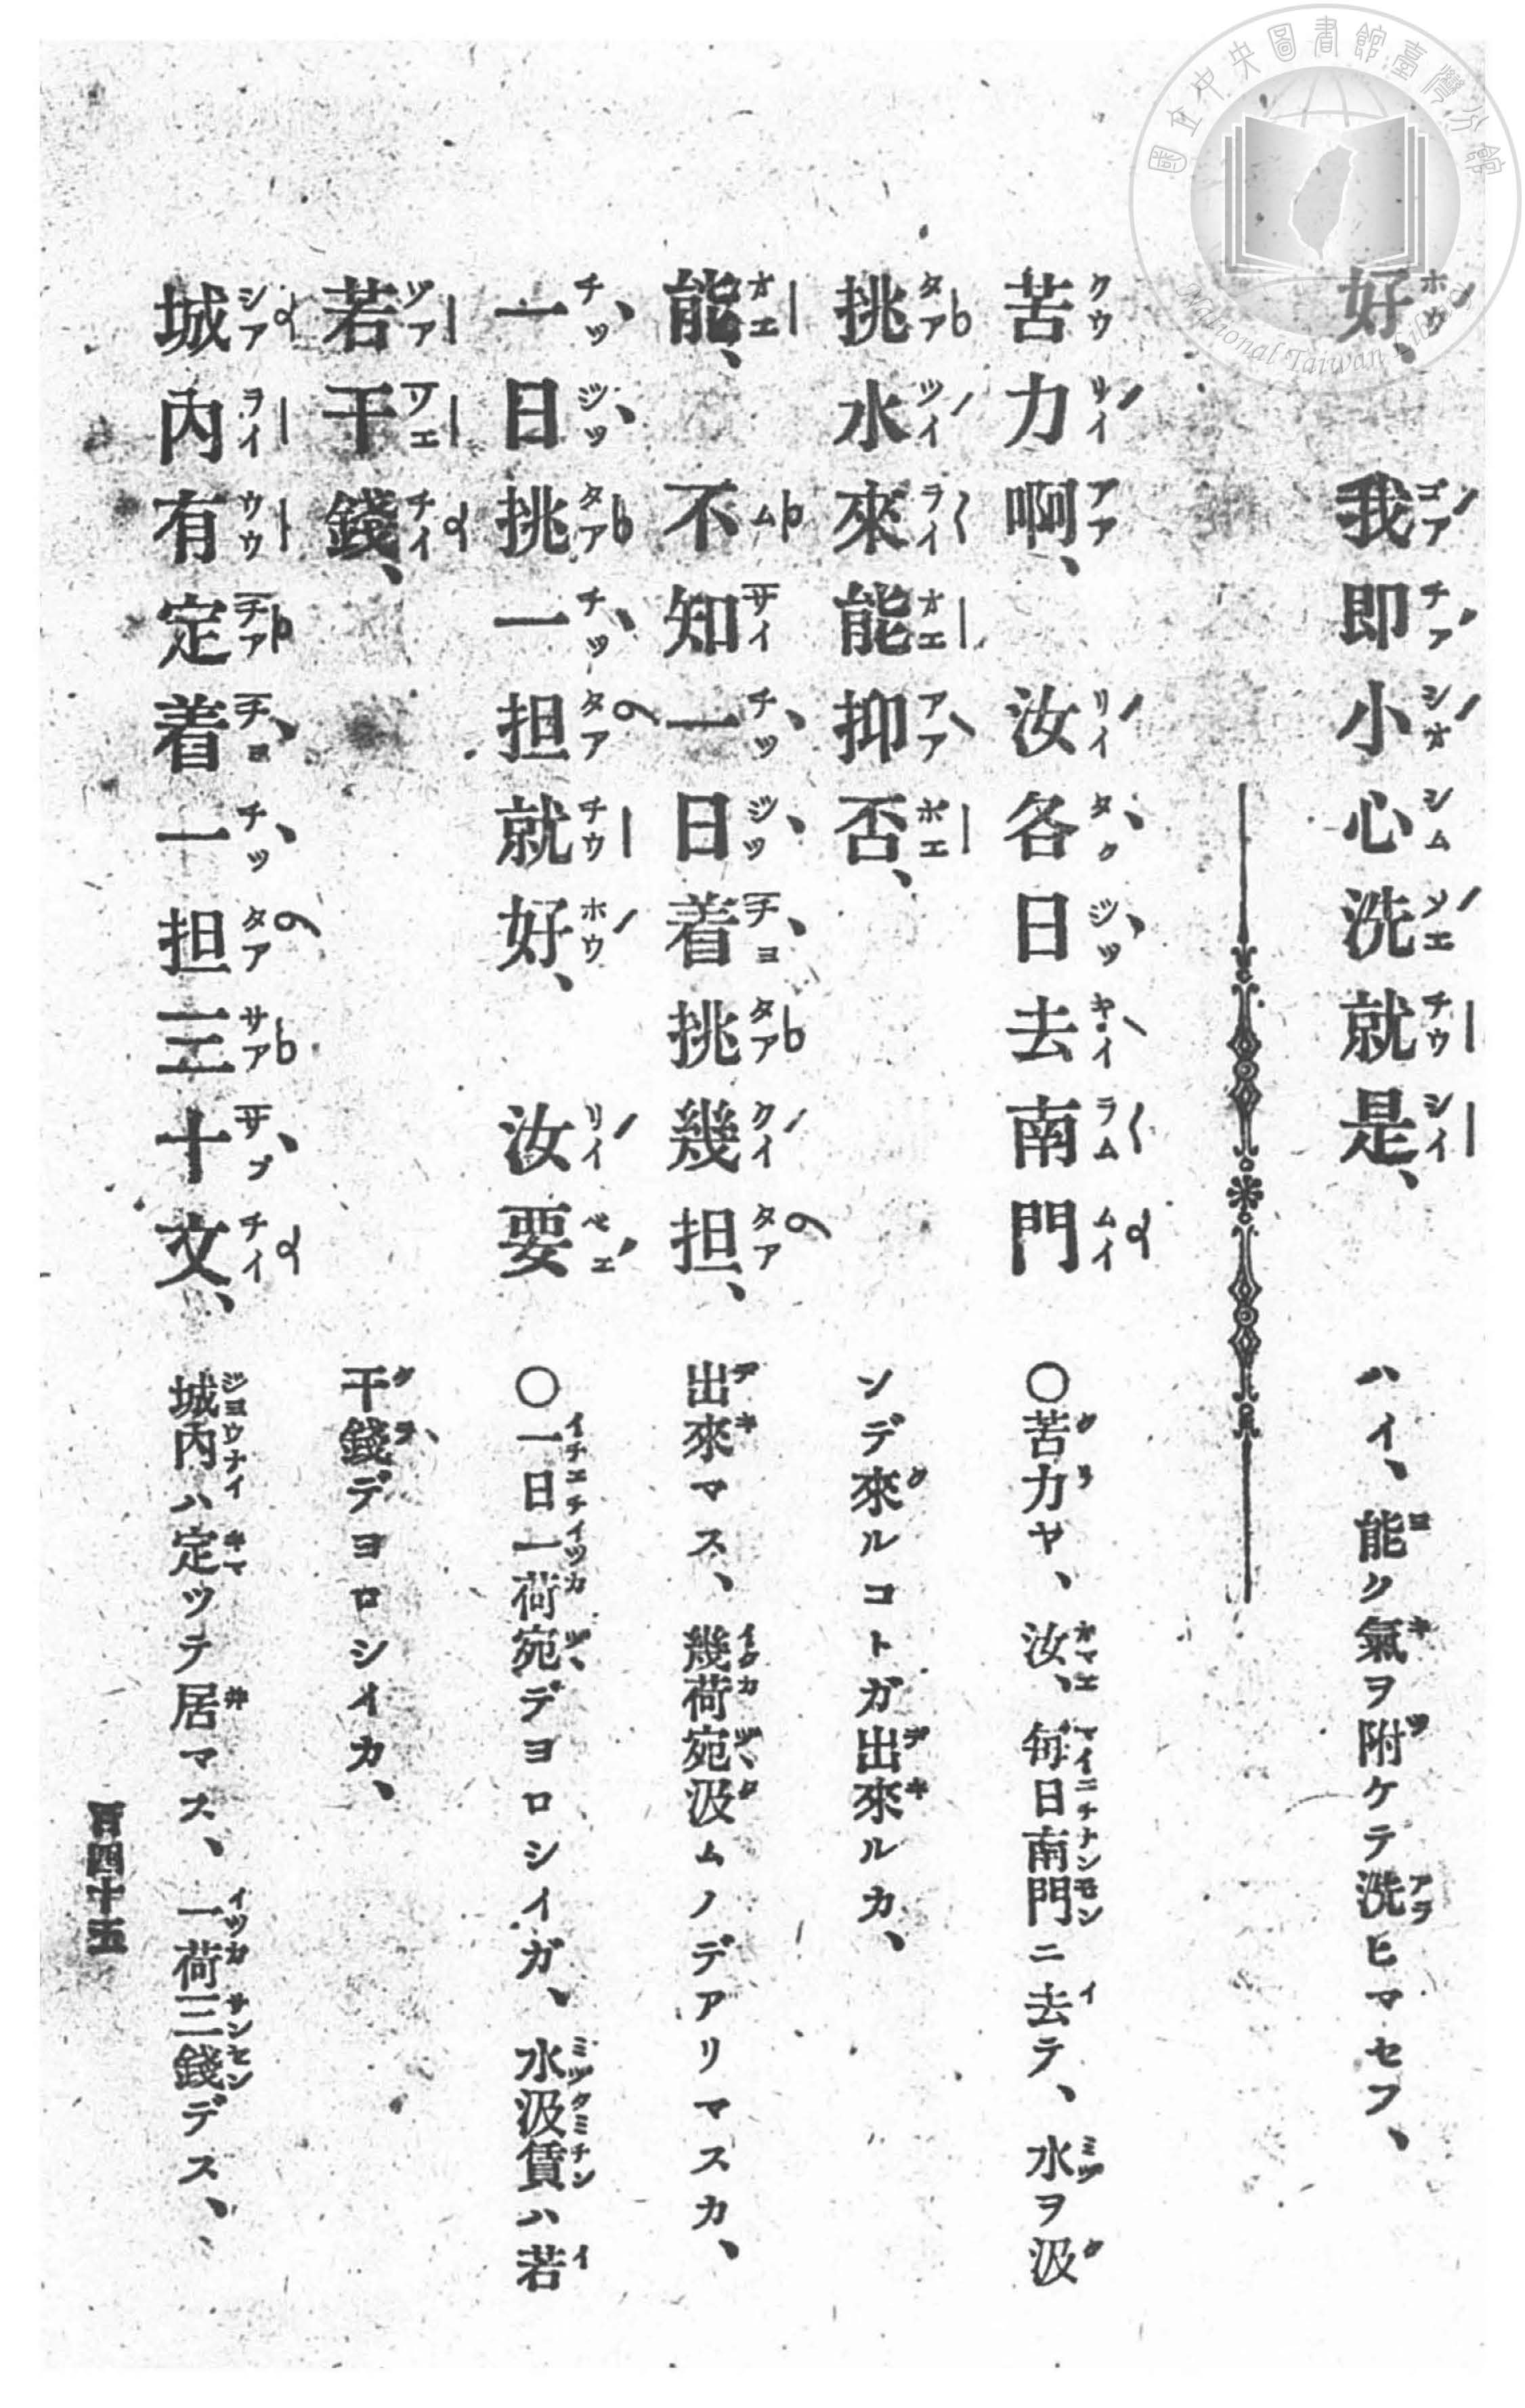 好、我即小心洗就是、
ハイ、能ク氣ヲ附ケテ洗ヒマセフ、
苦力啊、汝各日去南門
〇苦力ヤ、汝、每日南門ニ去テ、水ヲ汲
挑水來能抑否、
ンデ來ルコトガ出來ルカ、
能、不知一日着挑幾担、
出來マス、幾荷宛汲ムノデアリマスカ、
一日挑一担就好、汝要
〇一日一荷宛デヨロシイガ、水汲賃ハ若
若干錢、
干錢デヨロシイカ、
城內有定着一担三十文、
城內ハ定ツテ居マス、一荷三錢デス、
百四十五
國立中央圖書館臺灣分館
National Taiwan Library